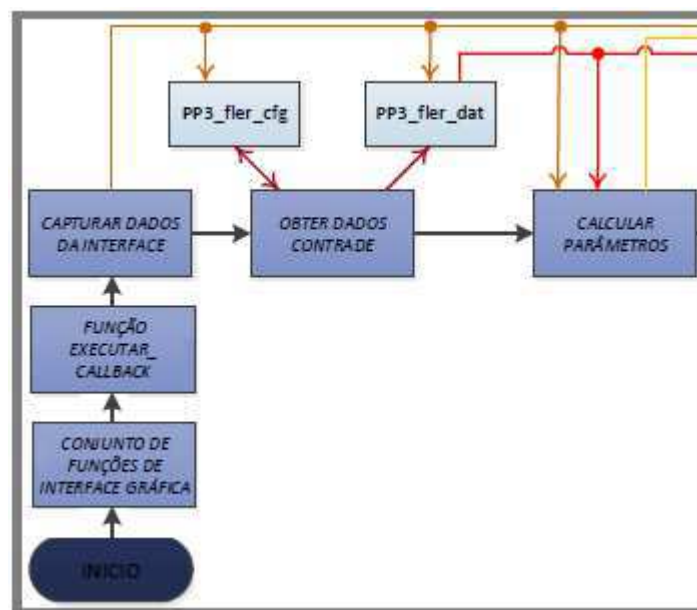 PP3_fler_cfg
PP3_fler_dat
CAPTURAR DADOS
DA INTERFACE
OBTER DADOS
CONTRADE
CALCULAR
PARÂMETROS
FUNÇÃO
EXECUTAR_
CALLBACK
CONJUNTO DE
FUNÇÕES DE
INTERFACE GRÁFICA
INICIO